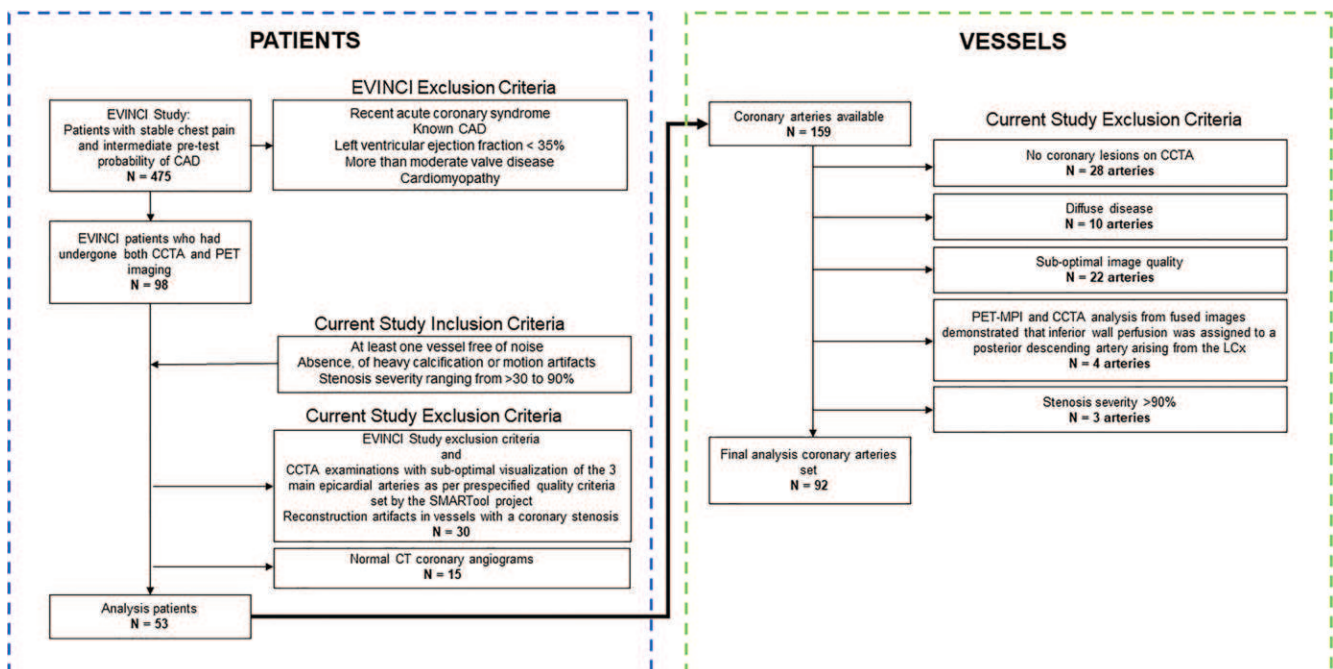 PATIENTS
EVINCI Study:
Patients with stable chest pain
and intermediate pre-test
probability of CAD
N = 475
EVINCI Exclusion Criteria
Recent acute coronary syndrome
Known CAD
Left ventricular ejection fraction < 35%
More than moderate valve disease
Cardiomyopathy
EVINCI patients who had
undergone both CCTA and PET
imaging
N = 98
Current Study Inclusion Criteria
At least one vessel free of noise
Absence, of heavy calcification or motion artifacts
Stenosis severity ranging from >30 to 90%
Current Study Exclusion Criteria
EVINCI Study exclusion criteria
and
CCTA examinations with sub-optimal visualization of the 3
main epicardial arteries as per prespecified quality criteria
set by the SMARTool project
Reconstruction artifacts in vessels with a coronary stenosis
N = 30
Normal CT coronary angiograms
N = 15
Analysis patients
N = 53
VESSELS
Coronary arteries available
N = 159
Current Study Exclusion Criteria
No coronary lesions on CCTA
N = 28 arteries
Diffuse disease
N = 10 arteries
Sub-optimal image quality
N = 22 arteries
PET-MPI and CCTA analysis from fused images
demonstrated that inferior wall perfusion was assigned to a
posterior descending artery arising from the LCx
N = 4 arteries
Stenosis severity >90%
N = 3 arteries
Final analysis coronary arteries
set
N = 92